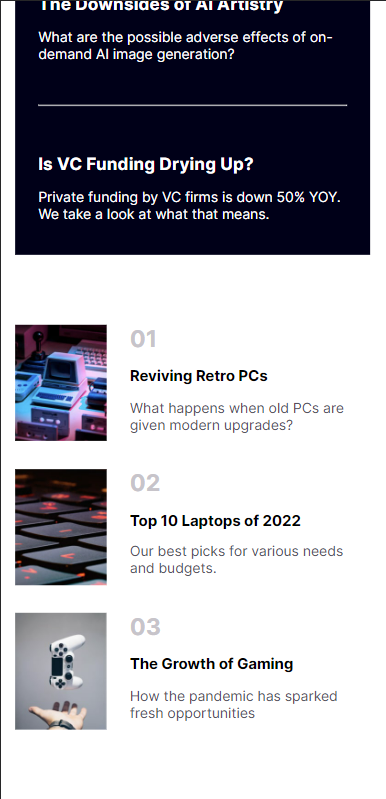 The Downsides of AI Artistry
What are the possible adverse effects of on-
demand AI image generation?
Is VC Funding Drying Up?
Private funding by VC firms is down 50% YOY.
We take a look at what that means.
01
Reviving Retro PCs
What happens when old PCs are
given modern upgrades?
02
Top 10 Laptops of 2022
Our best picks for various needs
and budgets.
03
The Growth of Gaming
How the pandemic has sparked
fresh opportunities